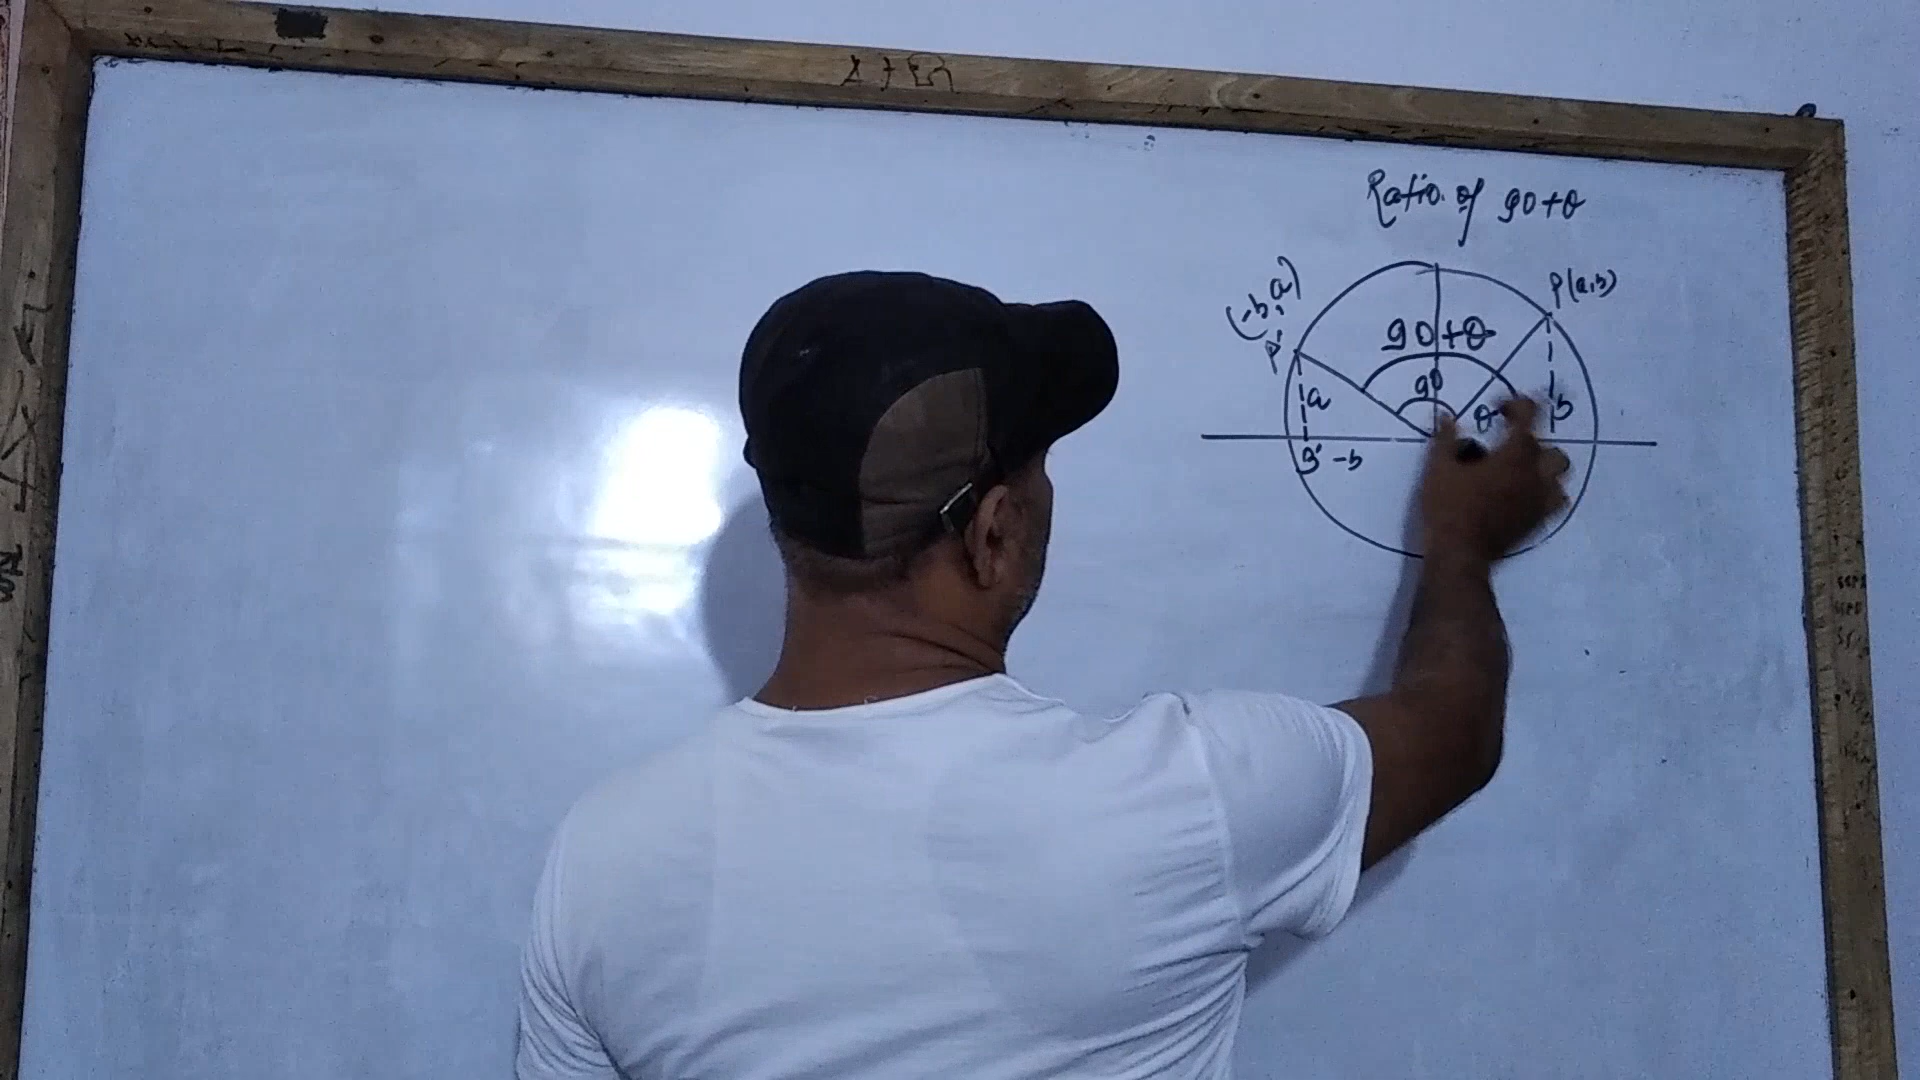 Ratio of 90+θ
(-b, a)
P(a,b)
P'
90+θ
90
a
θ
b
B' -b